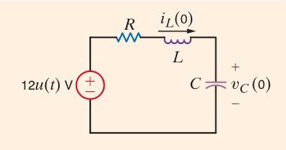 R
i_L(0)
L
12u(t) V
+
−
C
+
v_C(0)
−